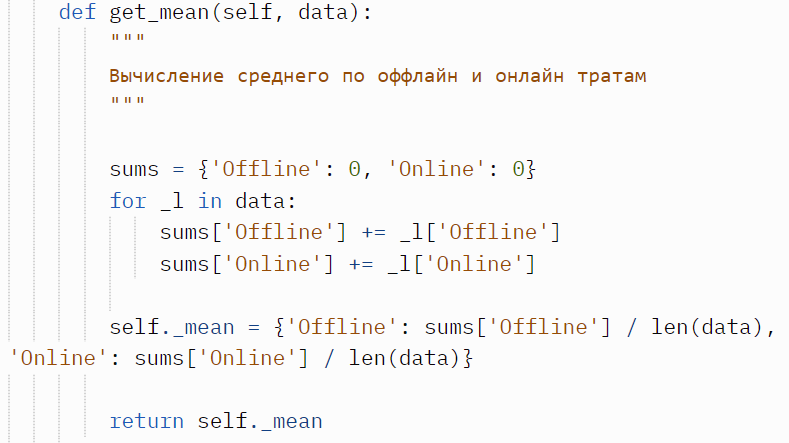 def get_mean(self, data):
"""
Вычисление среднего по оффлайн и онлайн тратам
"""
sums = {'Offline': 0, 'Online': 0}
for _l in data:
sums['Offline'] += _l['Offline']
sums['Online'] += _l['Online']
self._mean = {'Offline': sums['Offline'] / len(data),
'Online': sums['Online'] / len(data)}
return self._mean